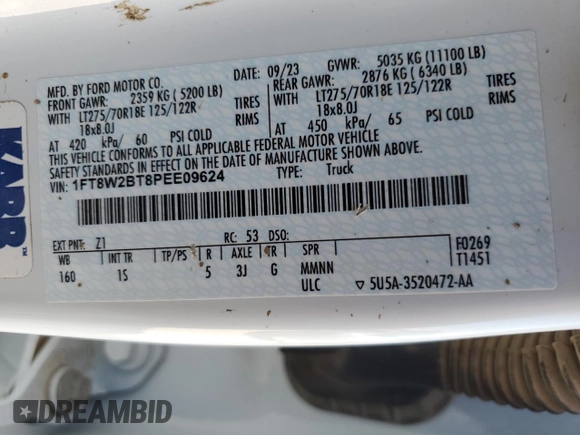 MFD. BY FORD MOTOR CO.
DATE: 09/23 GVWR: 5035 KG (11100 LB)
FRONT GAWR: 2359 KG ( 5200 LB) REAR GAWR: 2876 KG ( 6340 LB)
WITH LT275/70R18E 125/122R TIRES WITH LT275/70R18E 125/122R TIRES
18x8.0J RIMS 18x8.0J RIMS
AT 420 kPa/ 60 PSI COLD AT 450 kPa/ 65 PSI COLD
THIS VEHICLE CONFORMS TO ALL APPLICABLE FEDERAL MOTOR VEHICLE
SAFETY STANDARDS IN EFFECT ON THE DATE OF MANUFACTURE SHOWN ABOVE.
VIN: 1FT8W2BT8PEE09624 TYPE: Truck
EXT PNT: Z1 RC: 53 DSO: F0269
WB INT TR TP/PS R AXLE TR SPR T1451
160 1S 5 3J G MMNN
ULC ▽ 5U5A-3520472-AA
KARR
TM
DREAMBID